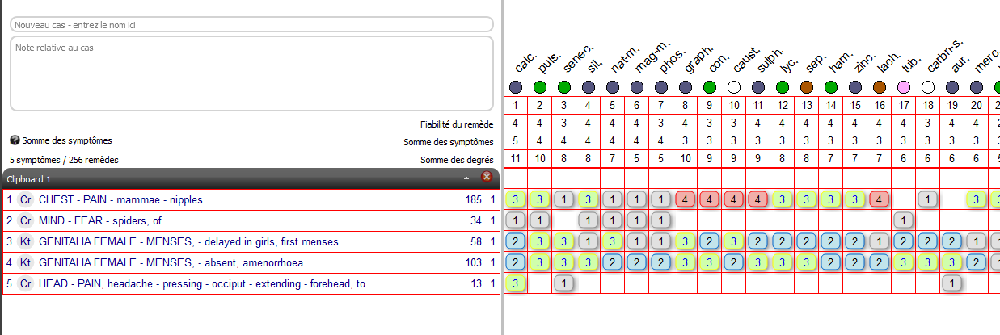 Nouveau cas - entrez le nom ici
Note relative au cas
calc. puls. senec. sil. nat-m. mag-m. phos. graph. con. caust. sulph. lyc. sep. ham. zinc. lach. tub. carbn-s. aur. merc
1 2 3 4 5 6 7 8 9 10 11 12 13 14 15 16 17 18 19 20
Fiabilité du remède 4 4 3 4 4 4 3 4 3 3 3 4 4 4 4 4 4 3 4 4
Somme des symptômes Somme des symptômes 5 4 4 4 4 4 4 3 3 3 3 3 3 3 3 3 3 3 3 3
5 symptômes / 256 remèdes Somme des degrés 11 10 8 8 7 5 5 10 9 9 9 8 8 7 7 7 6 6 6 6
Clipboard 1
1 Cr CHEST - PAIN - mammae - nipples 185 1 3 3 1 3 1 1 1 4 4 4 4 3 3 3 3 4 1 3
2 Cr MIND - FEAR - spiders, of 34 1 1 1 1 1 1 1 1
3 Kt GENITALIA FEMALE - MENSES, - delayed in girls, first menses 58 1 2 3 3 1 3 1 1 3 2 3 2 2 2 2 2 1 2 2 2 1
4 Kt GENITALIA FEMALE - MENSES, - absent, amenorrhoea 103 1 2 3 3 3 2 2 2 3 3 2 3 3 3 2 2 2 3 3 3 2
5 Cr HEAD - PAIN, headache - pressing - occiput - extending - forehead, to 13 1 3 1 1